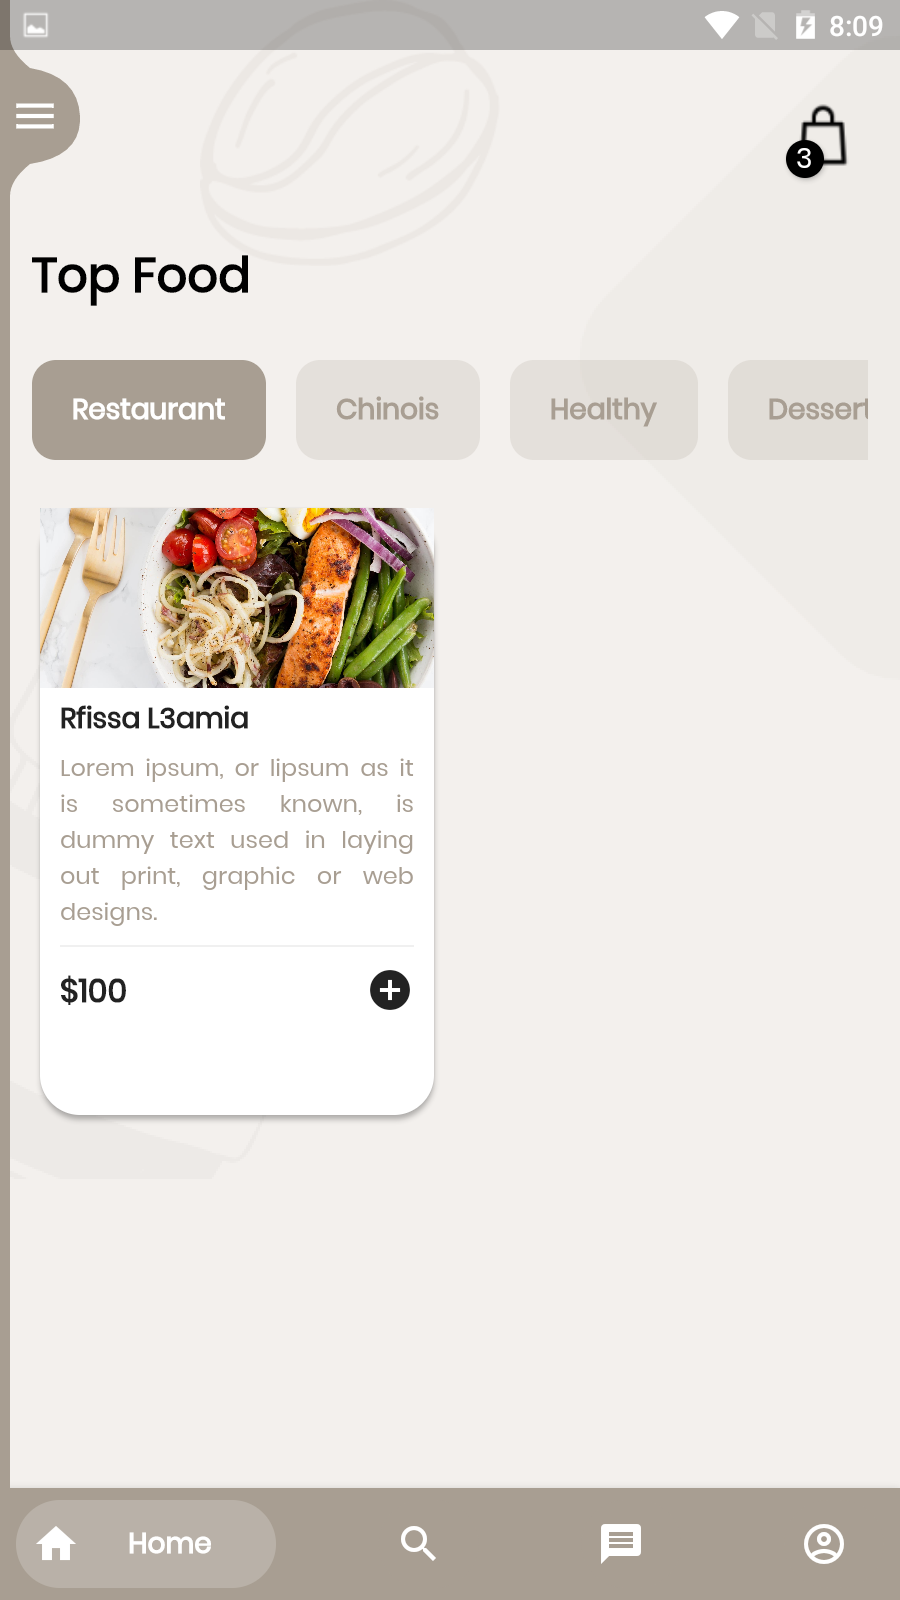 8:09
3
Top Food
Restaurant Chinois Healthy Dessert
Rfissa L3amia
Lorem ipsum, or lipsum as it
is sometimes known, is
dummy text used in laying
out print, graphic or web
designs.
$100
Home